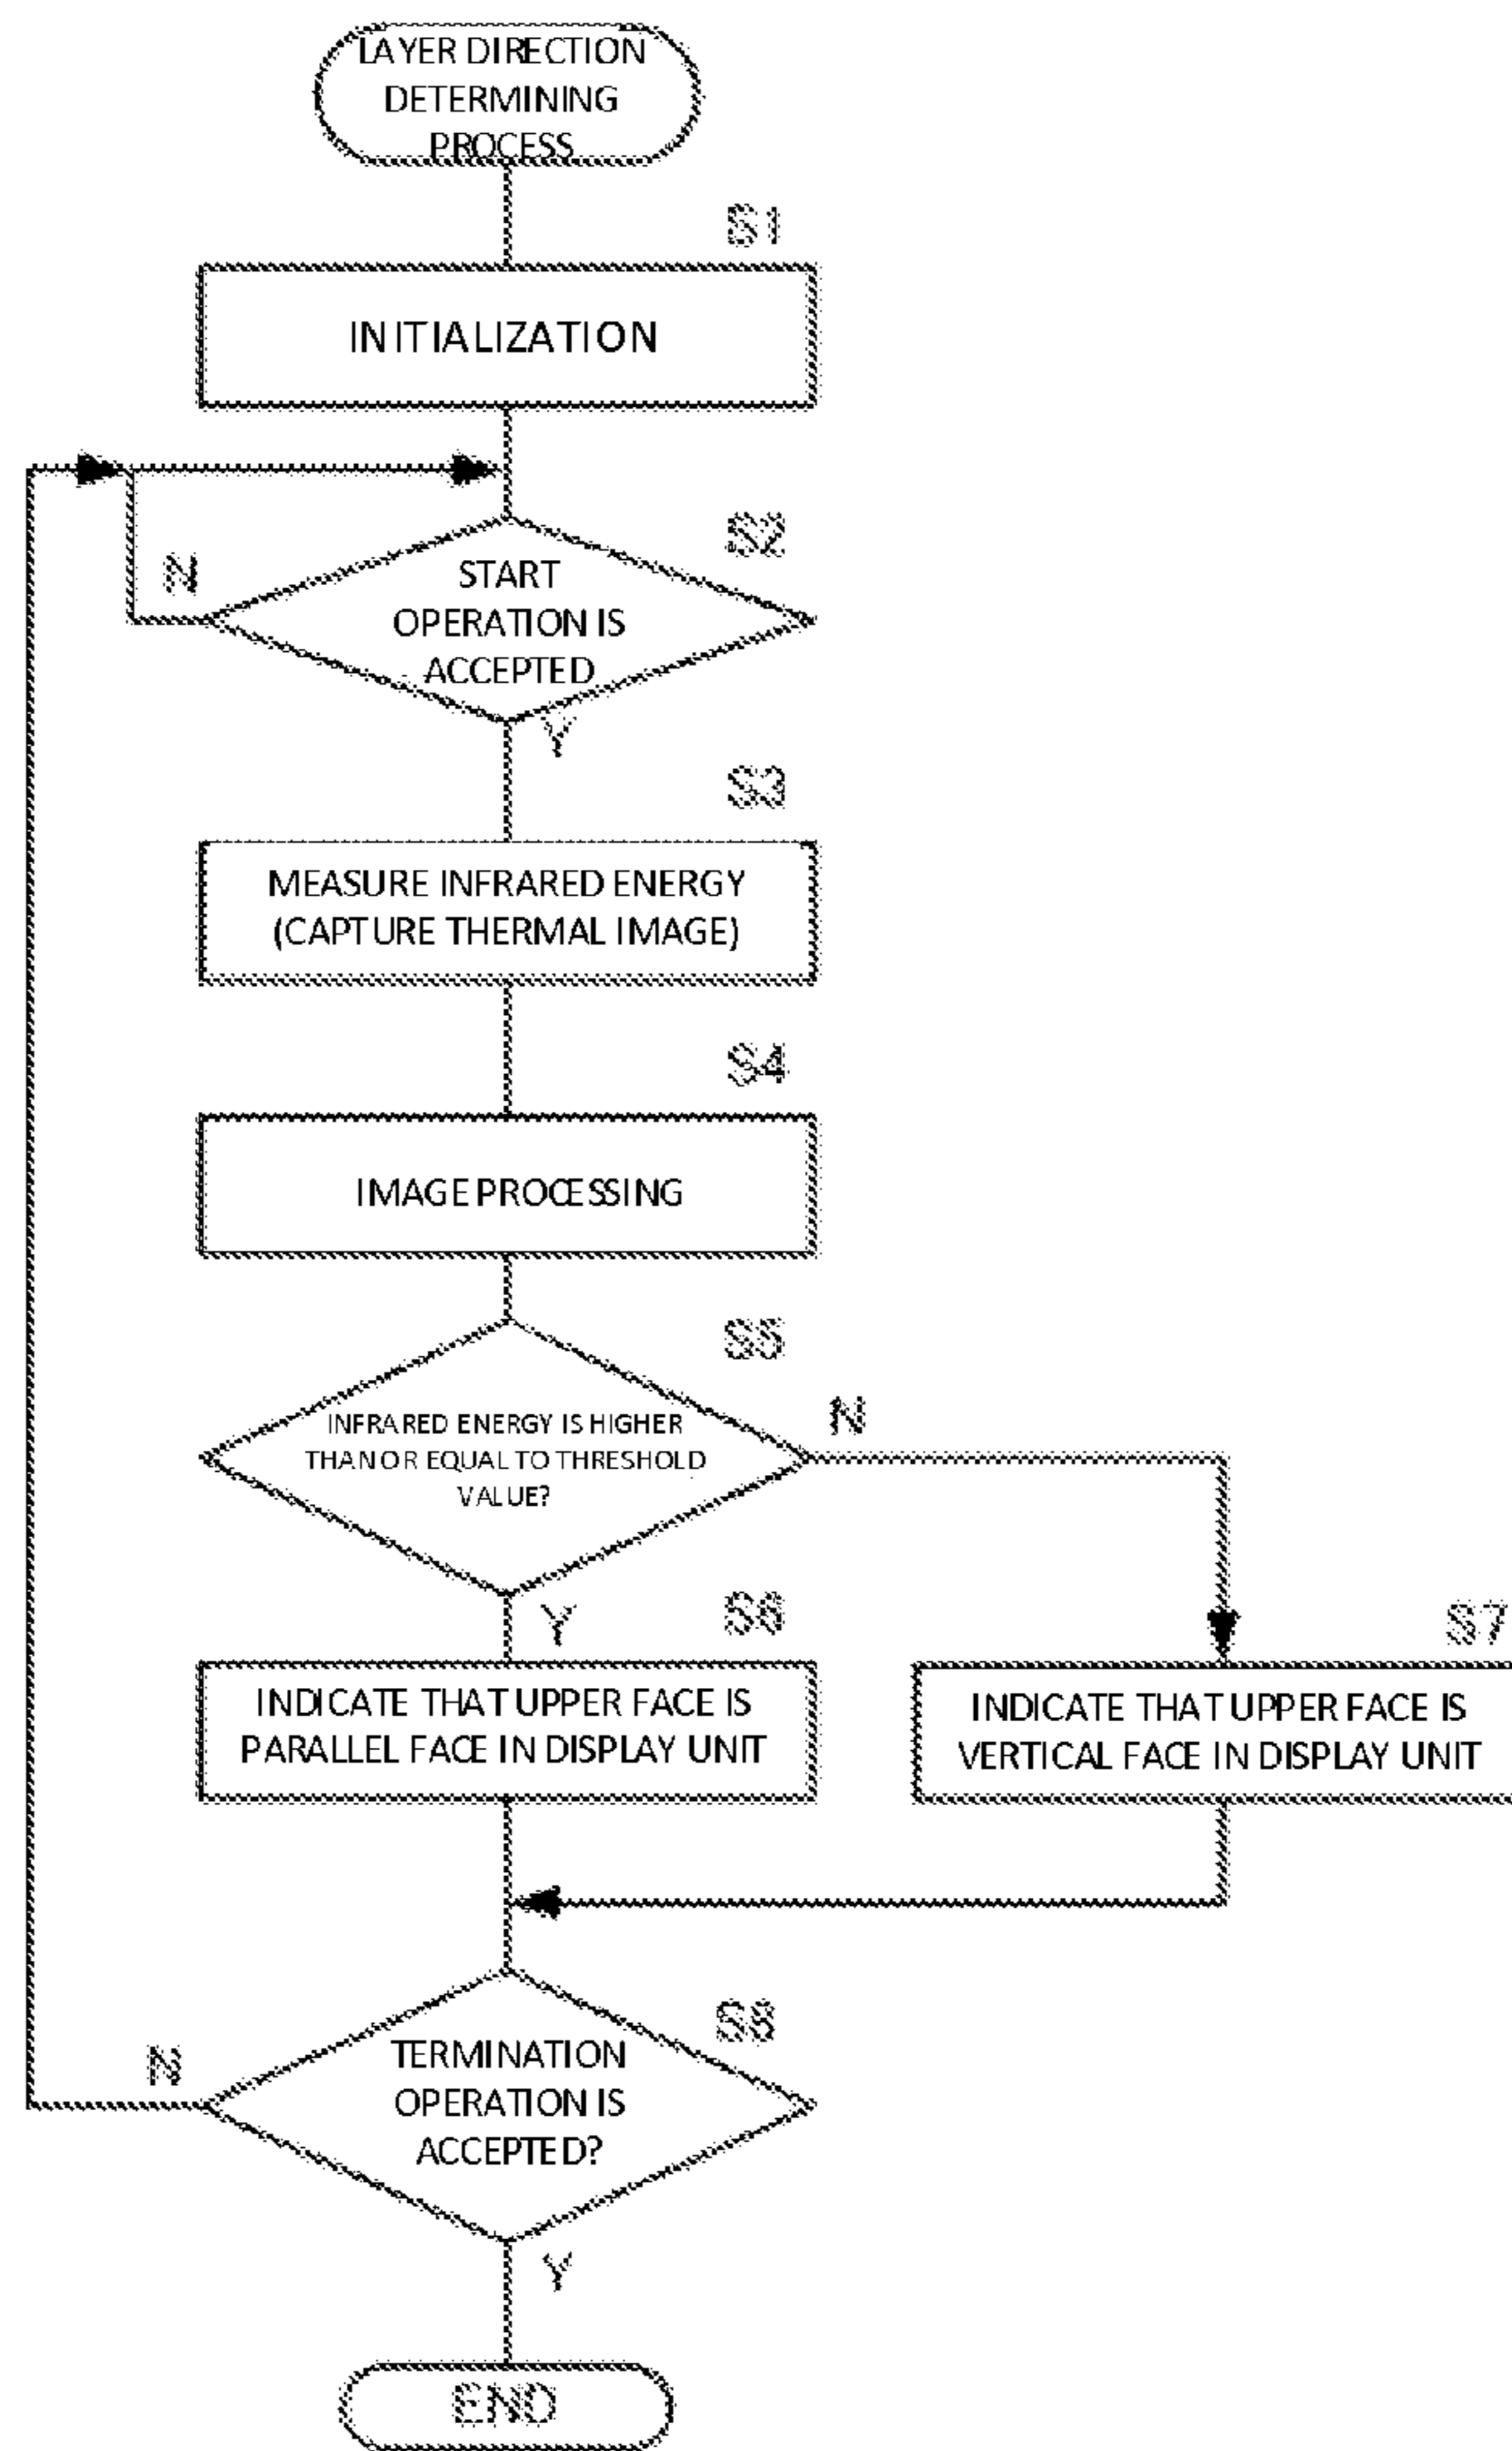 LAYER DIRECTION
DETERMINING
PROCESS
S1
INITIALIZATION
S2
N
START
OPERATION IS
ACCEPTED
Y
S3
MEASURE INFRARED ENERGY
(CAPTURE THERMAL IMAGE)
S4
IMAGE PROCESSING
S5
N
INFRARED ENERGY IS HIGHER
THAN OR EQUAL TO THRESHOLD
VALUE?
Y
S6
S7
INDICATE THAT UPPER FACE IS
PARALLEL FACE IN DISPLAY UNIT
INDICATE THAT UPPER FACE IS
VERTICAL FACE IN DISPLAY UNIT
S8
N
TERMINATION
OPERATION IS
ACCEPTED?
Y
END